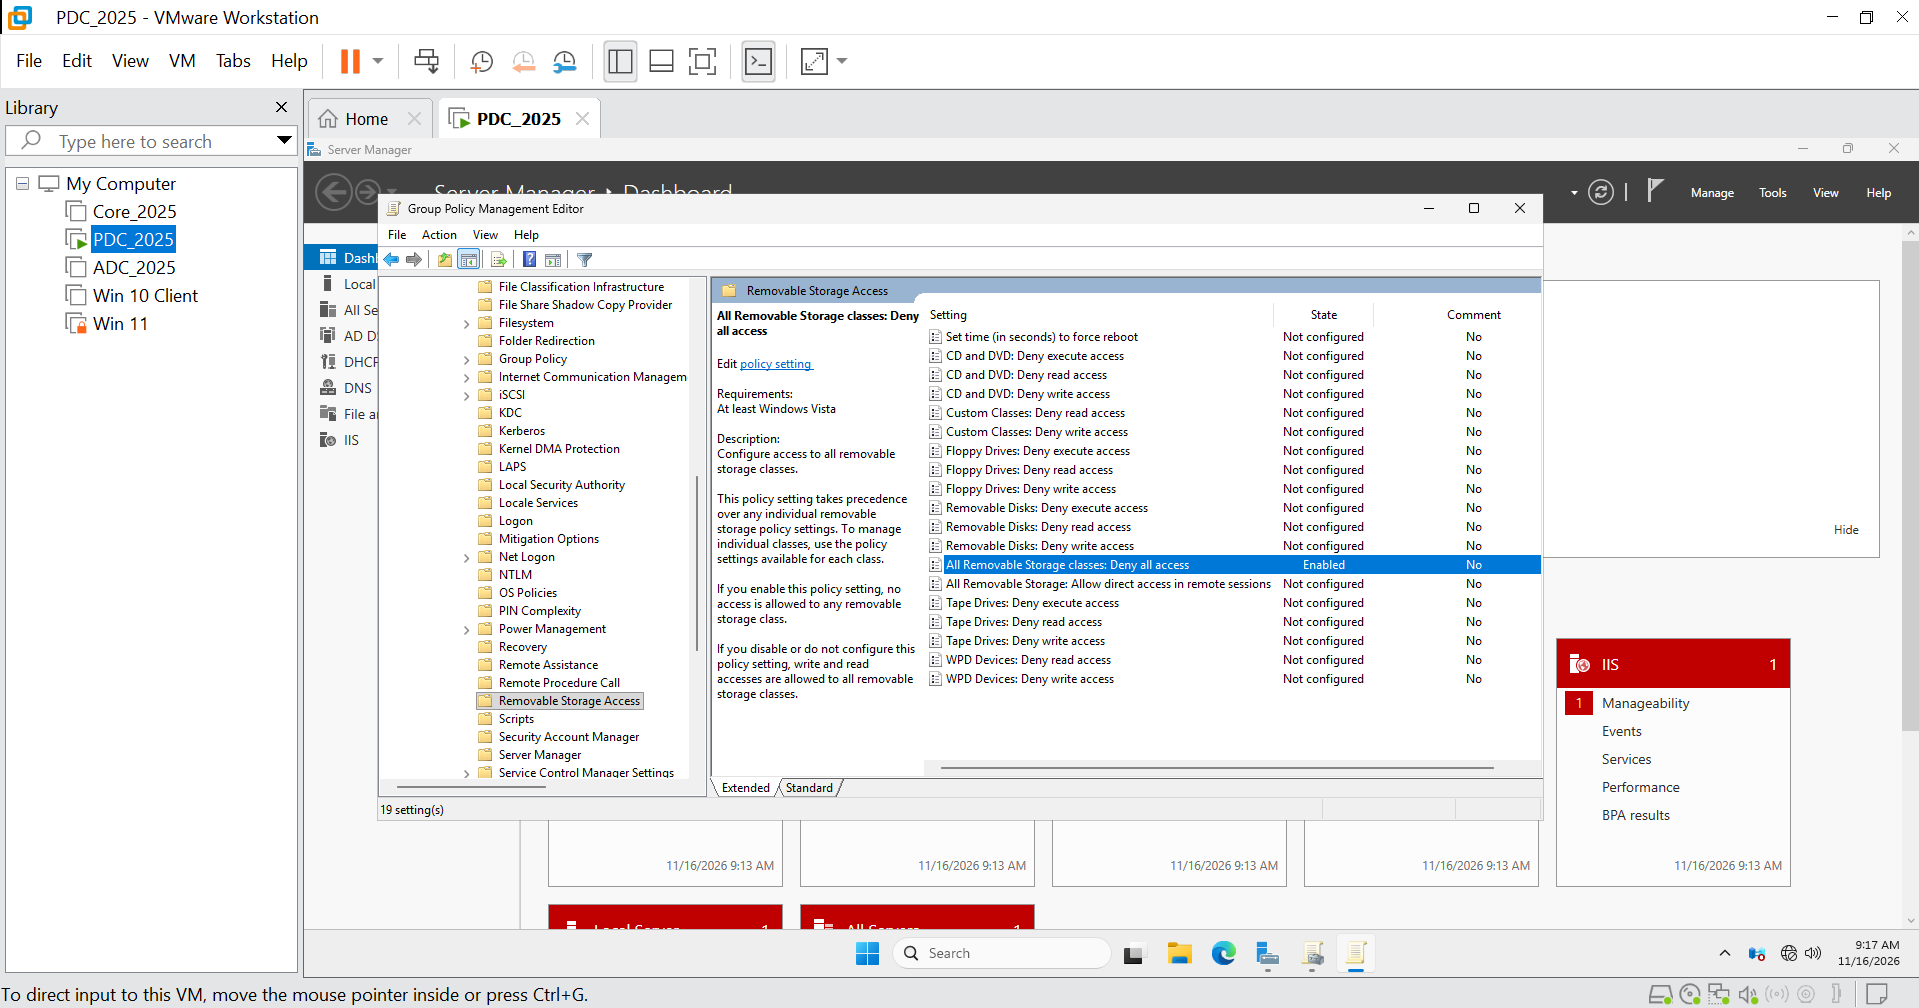 PDC_2025 - VMware Workstation
File Edit View VM Tabs Help
Library
Type here to search
My Computer
Core_2025
PDC_2025
ADC_2025
Win 10 Client
Win 11
Home
PDC_2025
Server Manager
Server Manager Dashboard
Manage Tools View Help
Dashl
Local
All Se
AD D
DHCF
DNS
File a
IIS
Group Policy Management Editor
File Action View Help
File Classification Infrastructure
File Share Shadow Copy Provider
Filesystem
Folder Redirection
Group Policy
Internet Communication Managem
iSCSI
KDC
Kerberos
Kernel DMA Protection
LAPS
Local Security Authority
Locale Services
Logon
Mitigation Options
Net Logon
NTLM
OS Policies
PIN Complexity
Power Management
Recovery
Remote Assistance
Remote Procedure Call
Removable Storage Access
Scripts
Security Account Manager
Server Manager
Service Control Manager Settings
Removable Storage Access
All Removable Storage classes: Deny
all access
Edit policy setting
Requirements:
At least Windows Vista
Description:
Configure access to all removable
storage classes.
This policy setting takes precedence
over any individual removable
storage policy settings. To manage
individual classes, use the policy
settings available for each class.
If you enable this policy setting, no
access is allowed to any removable
storage class.
If you disable or do not configure this
policy setting, write and read
accesses are allowed to all removable
storage classes.
Setting State Comment
Set time (in seconds) to force reboot Not configured No
CD and DVD: Deny execute access Not configured No
CD and DVD: Deny read access Not configured No
CD and DVD: Deny write access Not configured No
Custom Classes: Deny read access Not configured No
Custom Classes: Deny write access Not configured No
Floppy Drives: Deny execute access Not configured No
Floppy Drives: Deny read access Not configured No
Floppy Drives: Deny write access Not configured No
Removable Disks: Deny execute access Not configured No
Removable Disks: Deny read access Not configured No
Removable Disks: Deny write access Not configured No
All Removable Storage classes: Deny all access Enabled No
All Removable Storage: Allow direct access in remote sessions Not configured No
Tape Drives: Deny execute access Not configured No
Tape Drives: Deny read access Not configured No
Tape Drives: Deny write access Not configured No
WPD Devices: Deny read access Not configured No
WPD Devices: Deny write access Not configured No
Extended Standard
19 setting(s)
Hide
IIS 1
1 Manageability
Events
Services
Performance
BPA results
11/16/2026 9:13 AM
11/16/2026 9:13 AM
11/16/2026 9:13 AM
11/16/2026 9:13 AM
11/16/2026 9:13 AM
Local Server 1
All Servers 1
Search
9:17 AM
11/16/2026
To direct input to this VM, move the mouse pointer inside or press Ctrl+G.